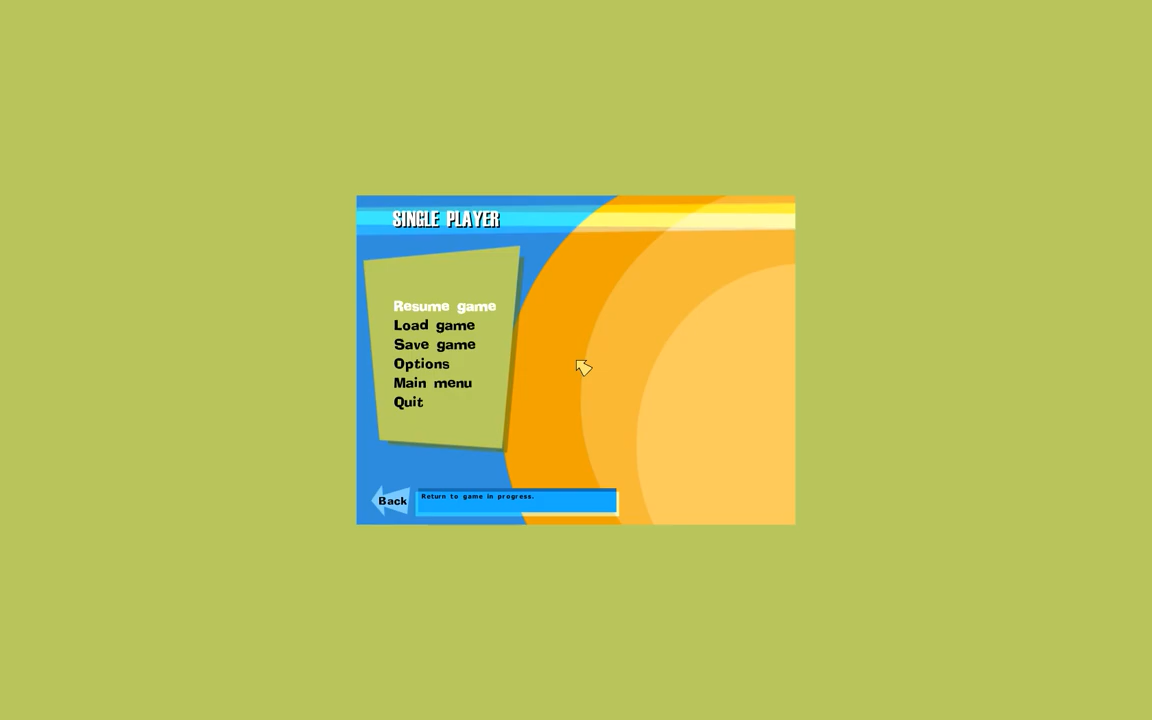 SINGLE PLAYER
Resume game
Load game
Save game
Options
Main menu
Quit
Back
Return to game in progress.